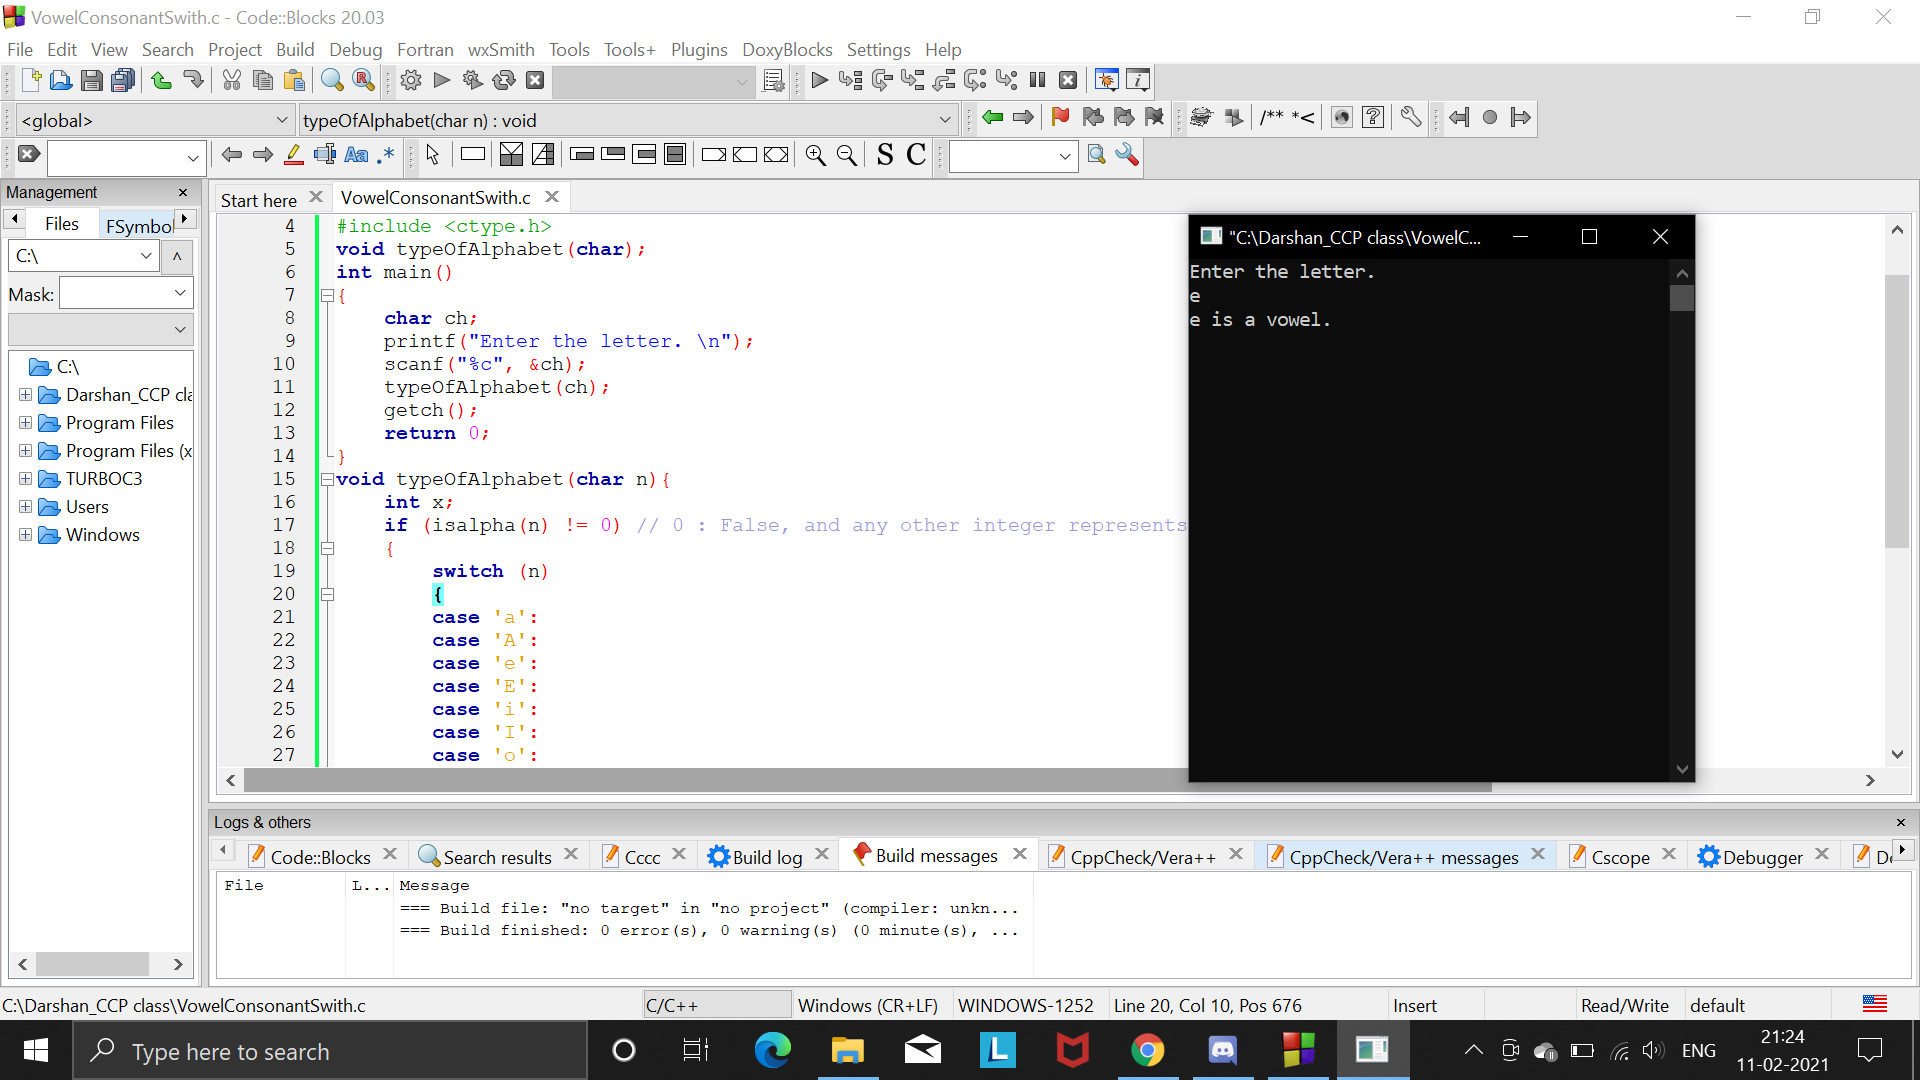 VowelConsonantSwith.c - Code::Blocks 20.03
File Edit View Search Project Build Debug Fortran wxSmith Tools Tools+ Plugins DoxyBlocks Settings Help
<global> typeOfAlphabet(char n) : void
/** *<
Aa .* S C
Management
Files FSymbol
C:\
Mask:
C:\
Darshan_CCP cla
Program Files
Program Files (x
TURBOC3
Users
Windows
Start here VowelConsonantSwith.c
4 #include <ctype.h>
5 void typeOfAlphabet(char);
6 int main()
7 {
8 char ch;
9 printf("Enter the letter. \n");
10 scanf("%c", &ch);
11 typeOfAlphabet(ch);
12 getch();
13 return 0;
14 }
15 void typeOfAlphabet(char n){
16 int x;
17 if (isalpha(n) != 0) // 0 : False, and any other integer represents
18 {
19 switch (n)
20 {
21 case 'a':
22 case 'A':
23 case 'e':
24 case 'E':
25 case 'i':
26 case 'I':
27 case 'o':
"C:\Darshan_CCP class\VowelC...
Enter the letter.
e
e is a vowel.
Logs & others
Code::Blocks Search results Cccc Build log Build messages CppCheck/Vera++ CppCheck/Vera++ messages Cscope Debugger
File L... Message
=== Build file: "no target" in "no project" (compiler: unkn...
=== Build finished: 0 error(s), 0 warning(s) (0 minute(s), ...
C:\Darshan_CCP class\VowelConsonantSwith.c C/C++ Windows (CR+LF) WINDOWS-1252 Line 20, Col 10, Pos 676 Insert Read/Write default
Type here to search
L
ENG
21:24
11-02-2021